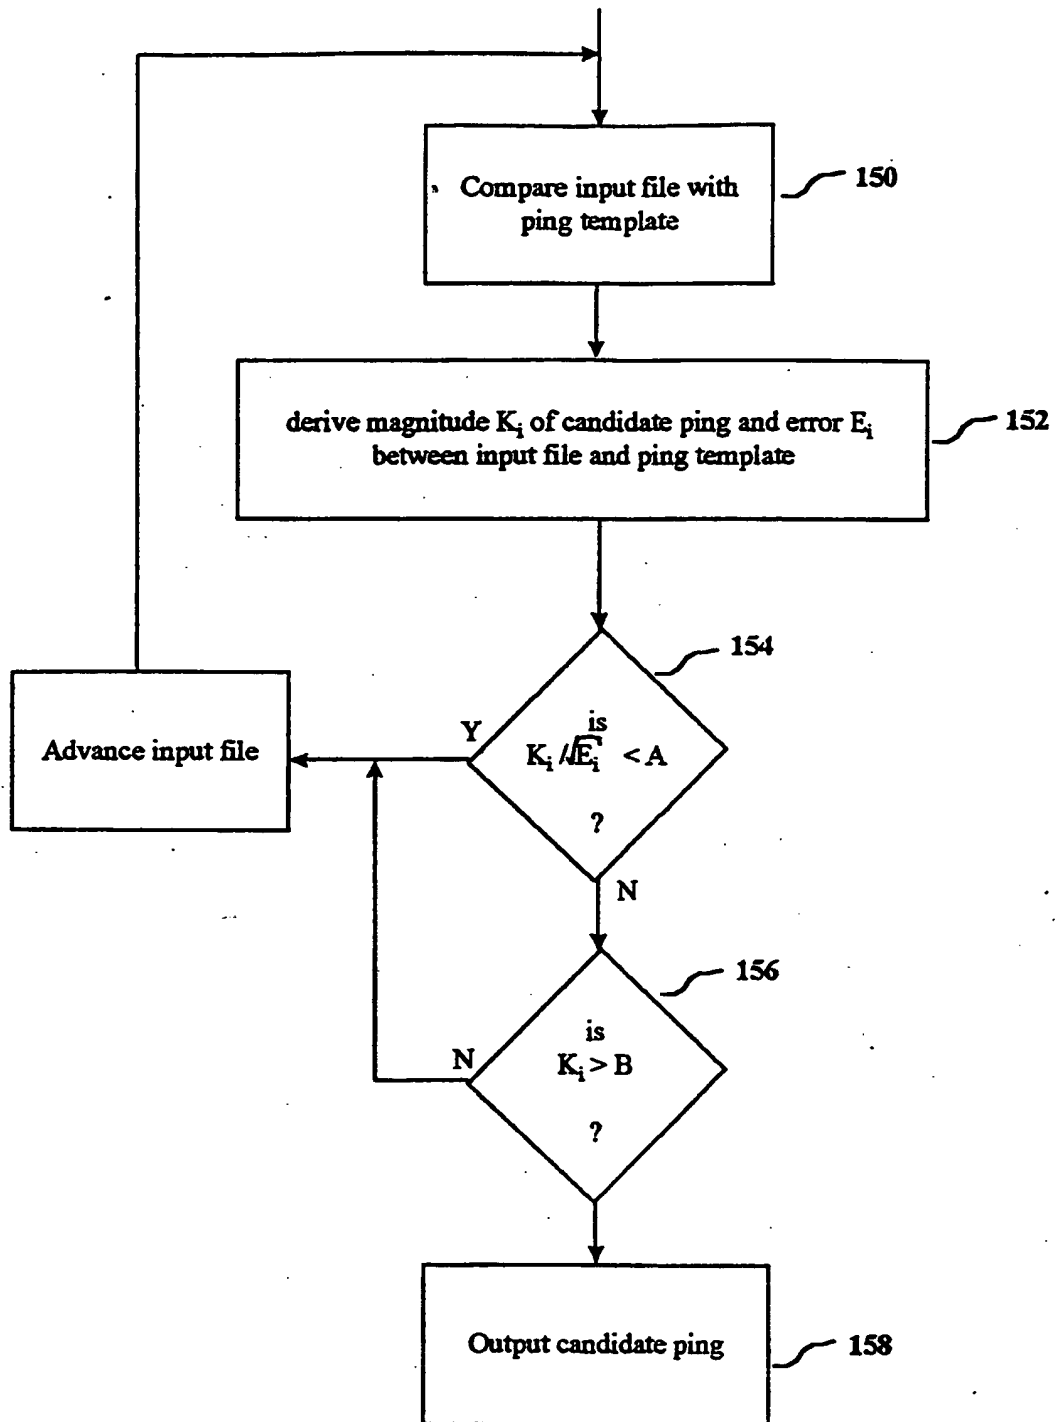 Compare input file with
ping template
150
derive magnitude Kᵢ of candidate ping and error Eᵢ
between input file and ping template
152
154
Y
is
Kᵢ /√Eᵢ < A
?
Advance input file
N
156
N
is
Kᵢ > B
?
Output candidate ping
158